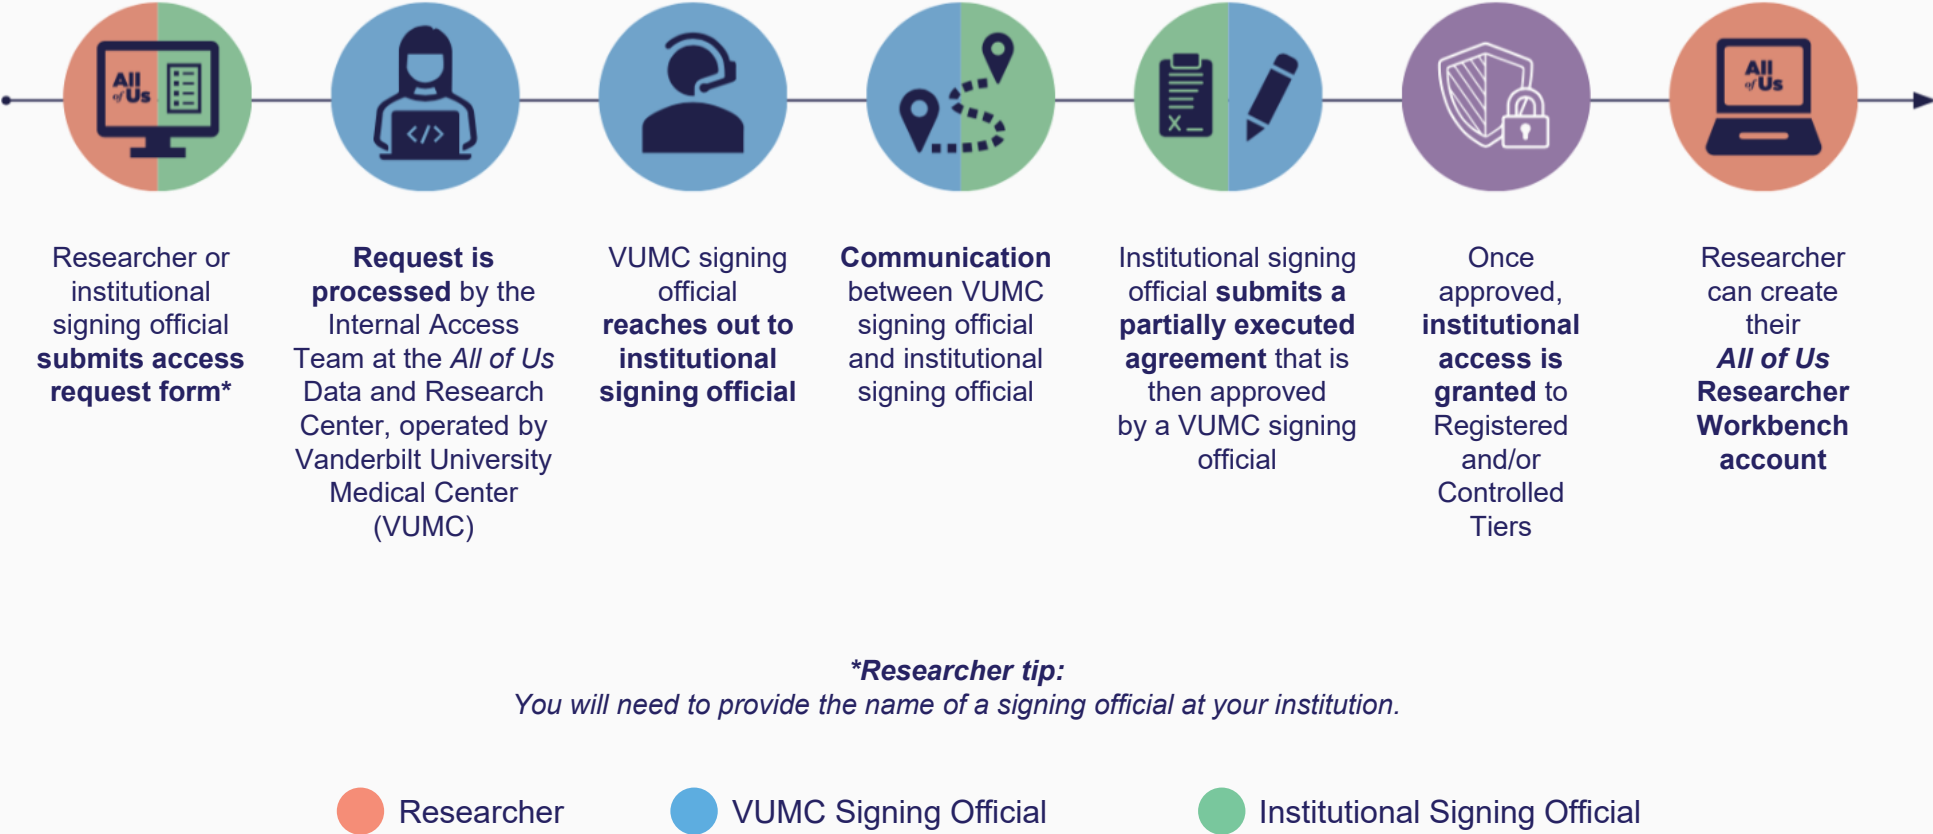 All
of Us
</>
X
All
of Us
Researcher or
institutional
signing official
submits access
request form*
Request is
processed by the
Internal Access
Team at the All of Us
Data and Research
Center, operated by
Vanderbilt University
Medical Center
(VUMC)
VUMC signing
official
reaches out to
institutional
signing official
Communication
between VUMC
signing official
and institutional
signing official
Institutional signing
official submits a
partially executed
agreement that is
then approved
by a VUMC signing
official
Once
approved,
institutional
access is
granted to
Registered
and/or
Controlled
Tiers
Researcher
can create
their
All of Us
Researcher
Workbench
account
*Researcher tip:
You will need to provide the name of a signing official at your institution.
Researcher
VUMC Signing Official
Institutional Signing Official